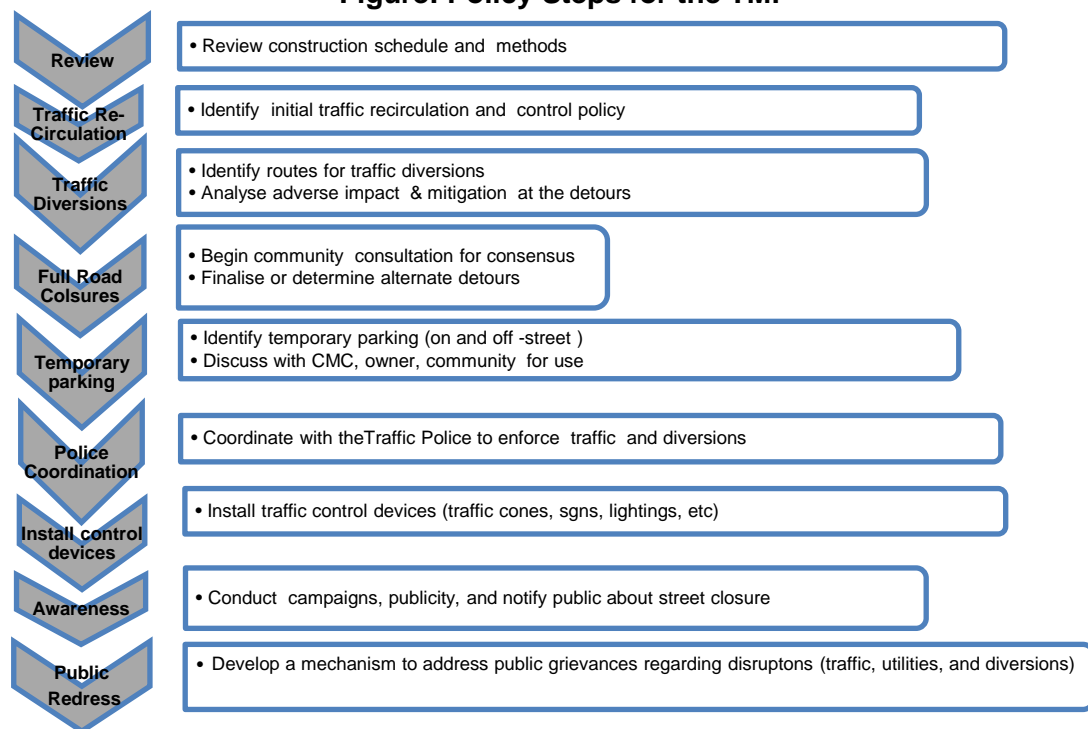 Figure: Policy Steps for the TMP
Review
• Review construction schedule and methods
Traffic Re-
Circulation
• Identify initial traffic recirculation and control policy
Traffic
Diversions
• Identify routes for traffic diversions
• Analyse adverse impact & mitigation at the detours
Full Road
Colsures
• Begin community consultation for consensus
• Finalise or determine alternate detours
Temporary
parking
• Identify temporary parking (on and off -street )
• Discuss with CMC, owner, community for use
Police
Coordination
• Coordinate with theTraffic Police to enforce traffic and diversions
Install control
devices
• Install traffic control devices (traffic cones, sgns, lightings, etc)
Awareness
• Conduct campaigns, publicity, and notify public about street closure
Public
Redress
• Develop a mechanism to address public grievances regarding disruptons (traffic, utilities, and diversions)